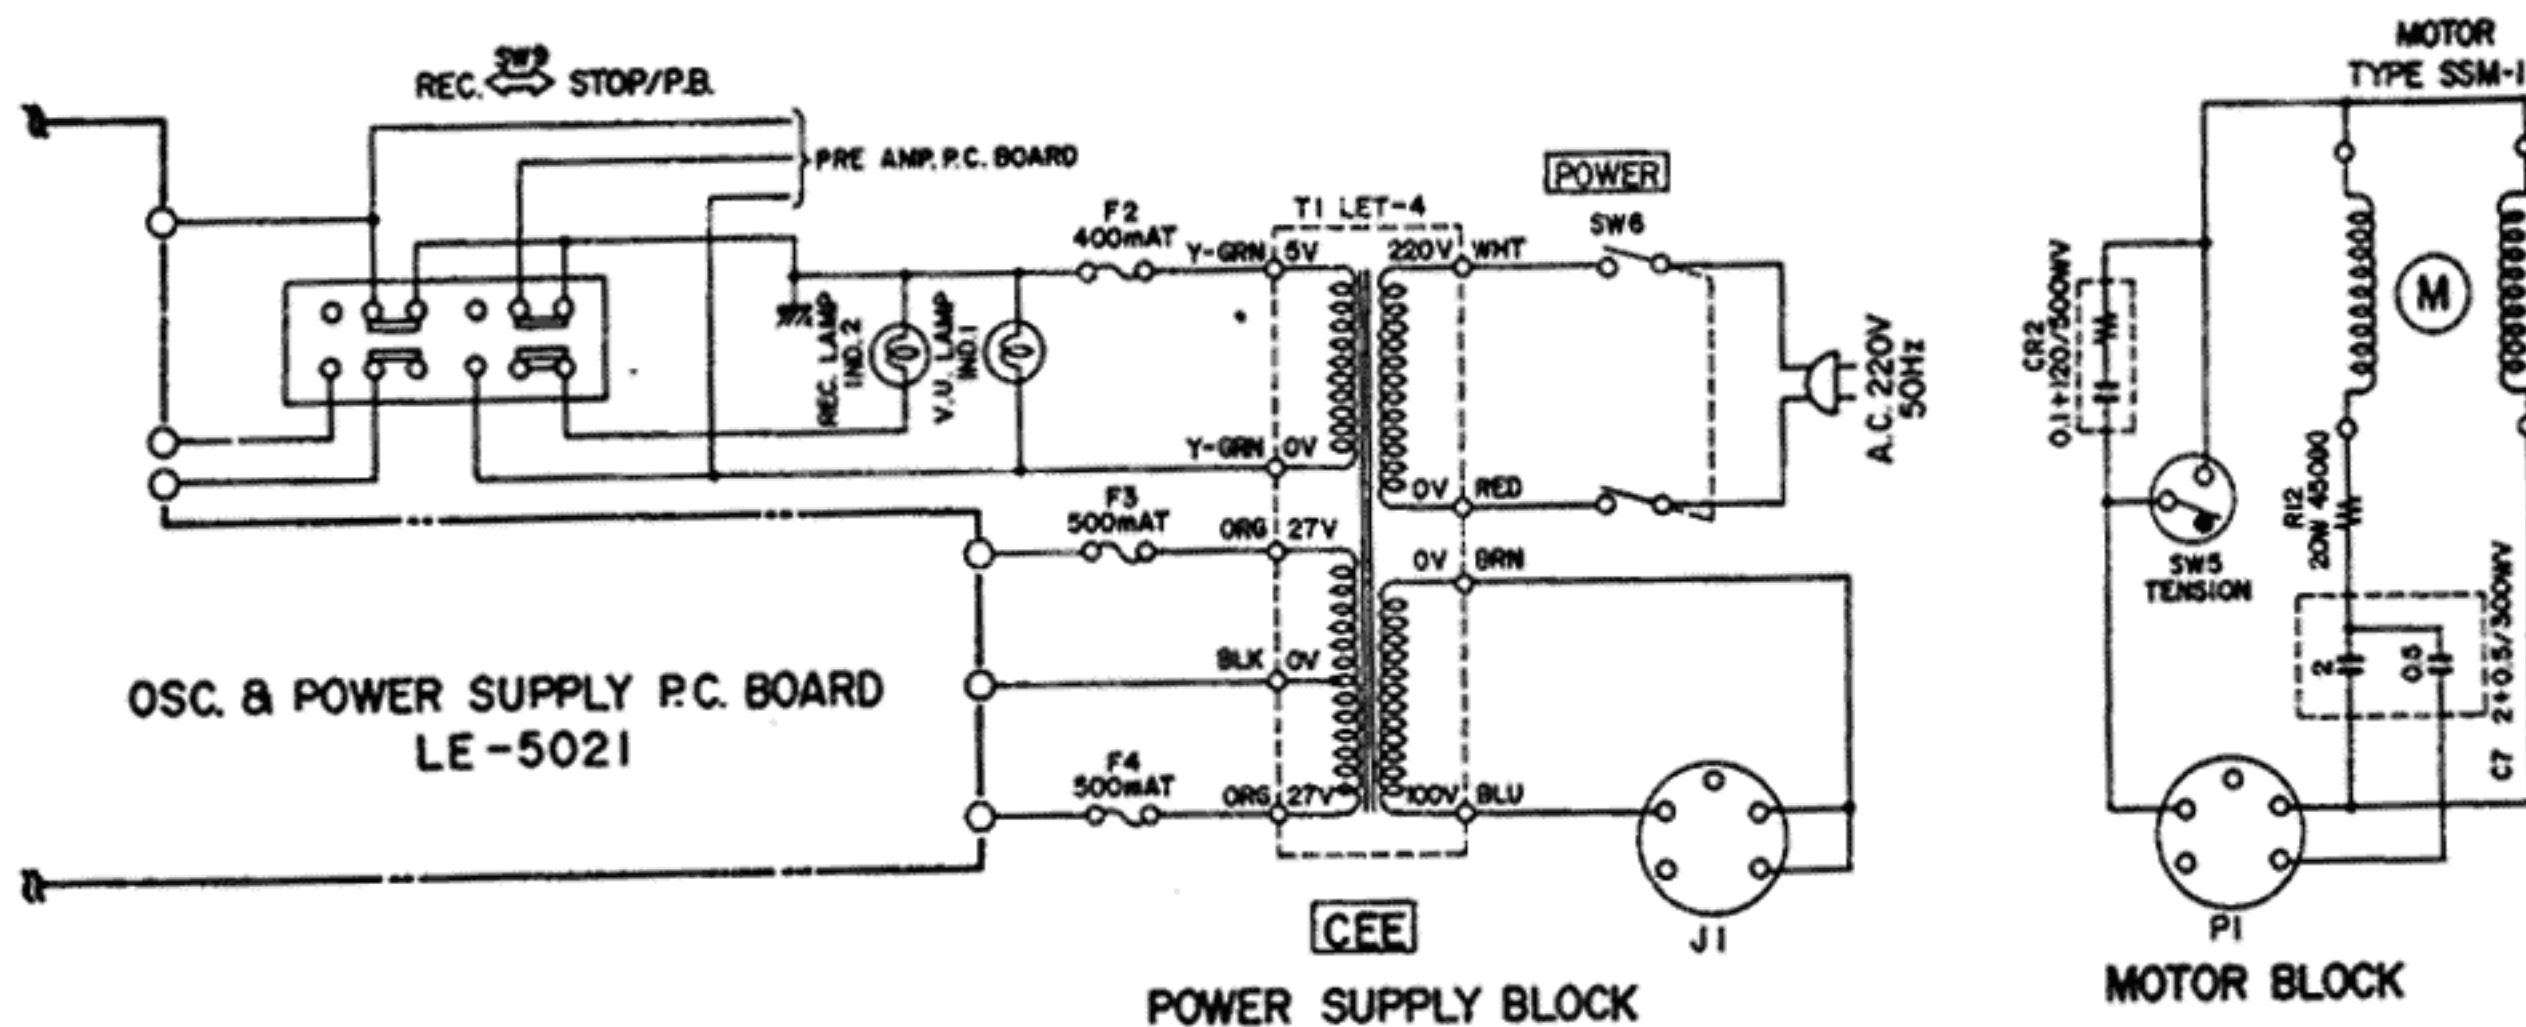 SW9
REC. STOP/P.B.
PRE AMP. P.C. BOARD
F2
400mAT
Y-GRN 5V
T1 LET-4
220V WHT
POWER
SW6
REC. LAMP
IND.2
V.U. LAMP
IND.1
Y-GRN 0V
0V RED
A.C. 220V
50Hz
F3
500mAT
ORG 27V
0V BRN
BLK 0V
OSC. & POWER SUPPLY P.C. BOARD
LE-5021
F4
500mAT
ORG 27V
100V BLU
J1
CEE
POWER SUPPLY BLOCK
MOTOR
TYPE SSM-1
M
CR2
0.1+120/500WV
SW5
TENSION
R12
20W
2
0.5
C7 2+0.5/300WV
P1
MOTOR BLOCK